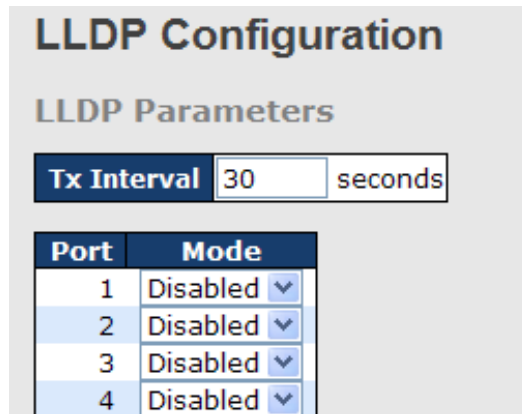 LLDP Configuration
LLDP Parameters
Tx Interval 30 seconds
Port Mode
1 Disabled
2 Disabled
3 Disabled
4 Disabled